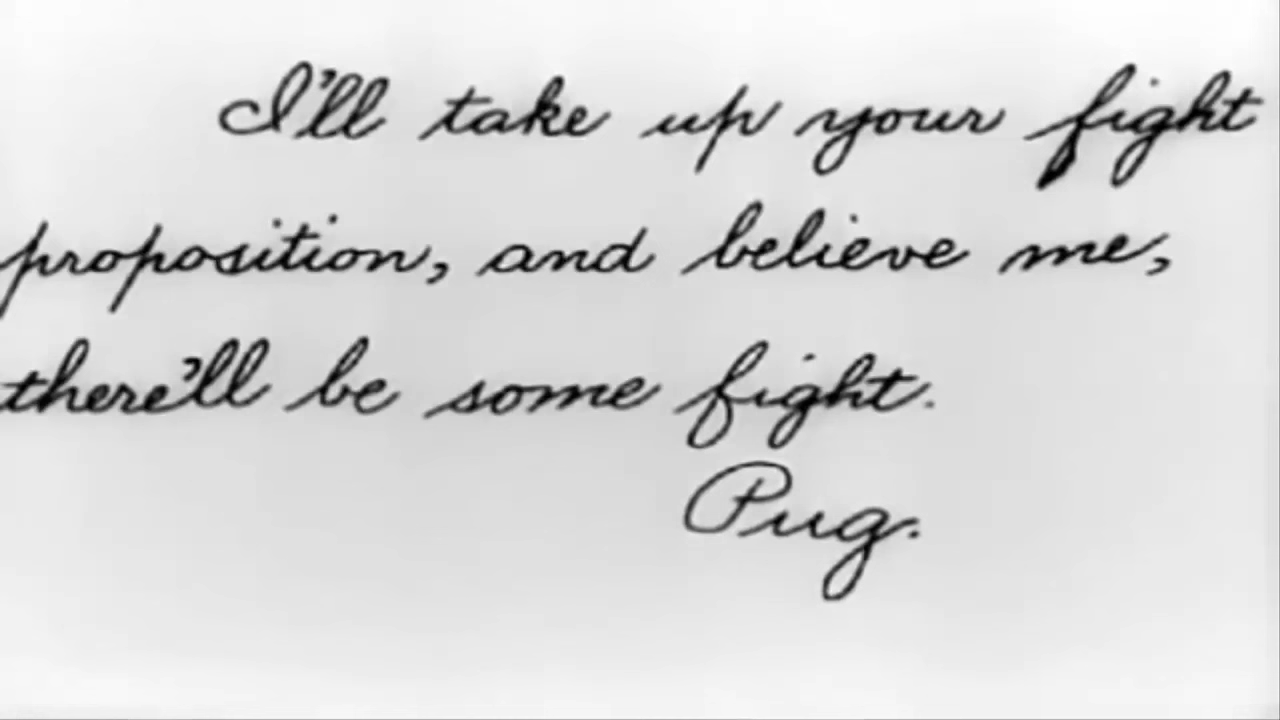 I'll take up your fight
proposition, and believe me,
there'll be some fight.
Pug.